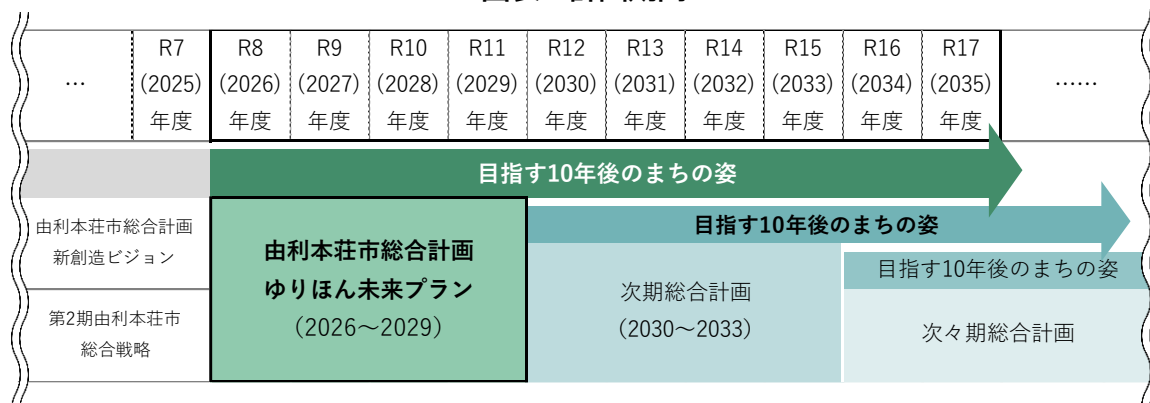 …
R7
(2025)
年度
R8
(2026)
年度
R9
(2027)
年度
R10
(2028)
年度
R11
(2029)
年度
R12
(2030)
年度
R13
(2031)
年度
R14
(2032)
年度
R15
(2033)
年度
R16
(2034)
年度
R17
(2035)
年度
……
目指す10年後のまちの姿
由利本荘市総合計画
新創造ビジョン
第2期由利本荘市
総合戦略
由利本荘市総合計画
ゆりほん未来プラン
(2026～2029)
目指す10年後のまちの姿
次期総合計画
(2030～2033)
目指す10年後のまちの姿
次々期総合計画